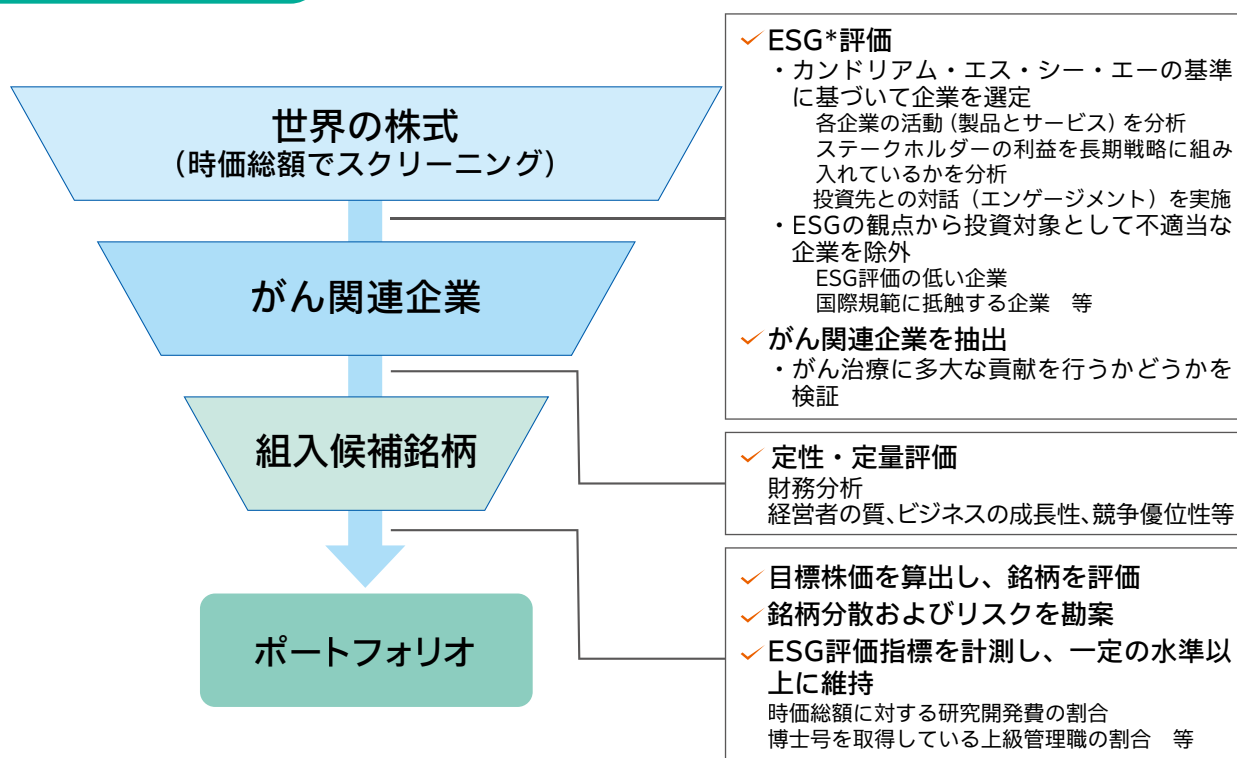 世界の株式
（時価総額でスクリーニング）
がん関連企業
組入候補銘柄
ポートフォリオ
ESG*評価
・カンドリアム・エス・シー・エーの基準
に基づいて企業を選定
各企業の活動（製品とサービス）を分析
ステークホルダーの利益を長期戦略に組み
入れているかを分析
投資先との対話（エンゲージメント）を実施
・ESGの観点から投資対象として不適当な
企業を除外
ESG評価の低い企業
国際規範に抵触する企業　等
がん関連企業を抽出
・がん治療に多大な貢献を行うかどうかを
検証
定性・定量評価
財務分析
経営者の質、ビジネスの成長性、競争優位性等
目標株価を算出し、銘柄を評価
銘柄分散およびリスクを勘案
ESG評価指標を計測し、一定の水準以
上に維持
時価総額に対する研究開発費の割合
博士号を取得している上級管理職の割合　等